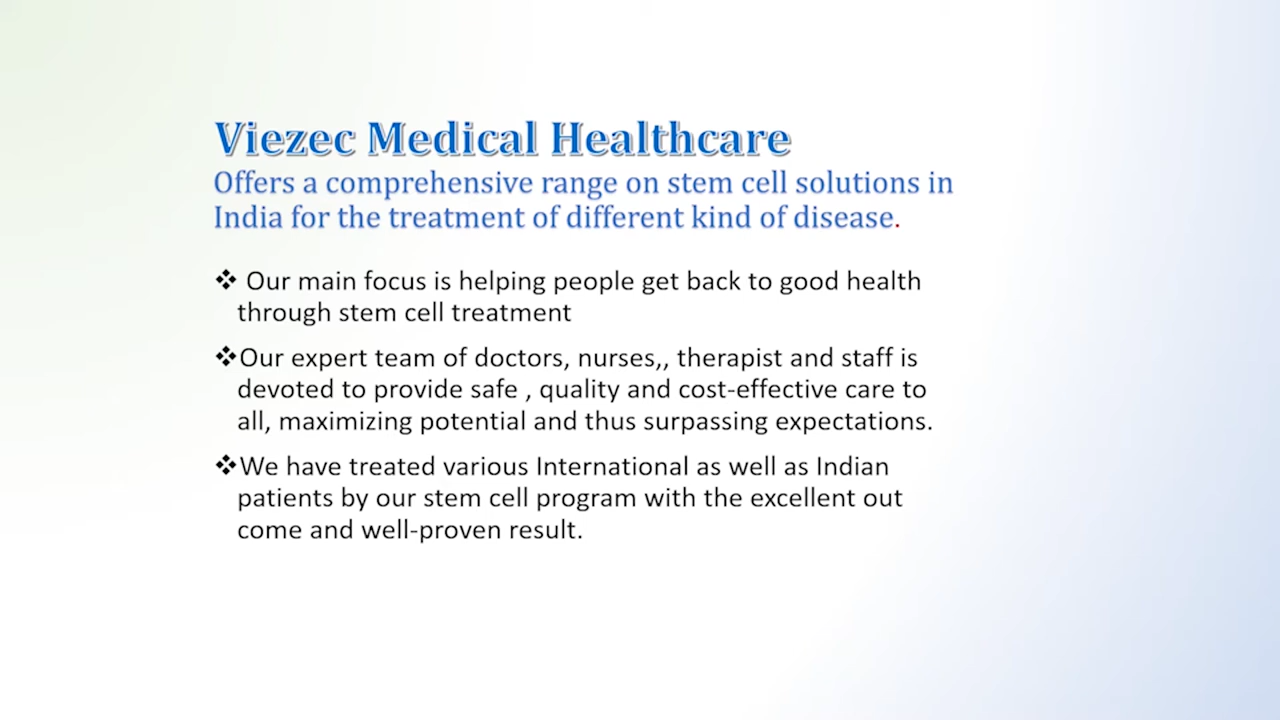 Viezec Medical Healthcare
Offers a comprehensive range on stem cell solutions in
India for the treatment of different kind of disease.
❖ Our main focus is helping people get back to good health
through stem cell treatment
❖Our expert team of doctors, nurses,, therapist and staff is
devoted to provide safe , quality and cost-effective care to
all, maximizing potential and thus surpassing expectations.
❖We have treated various International as well as Indian
patients by our stem cell program with the excellent out
come and well-proven result.